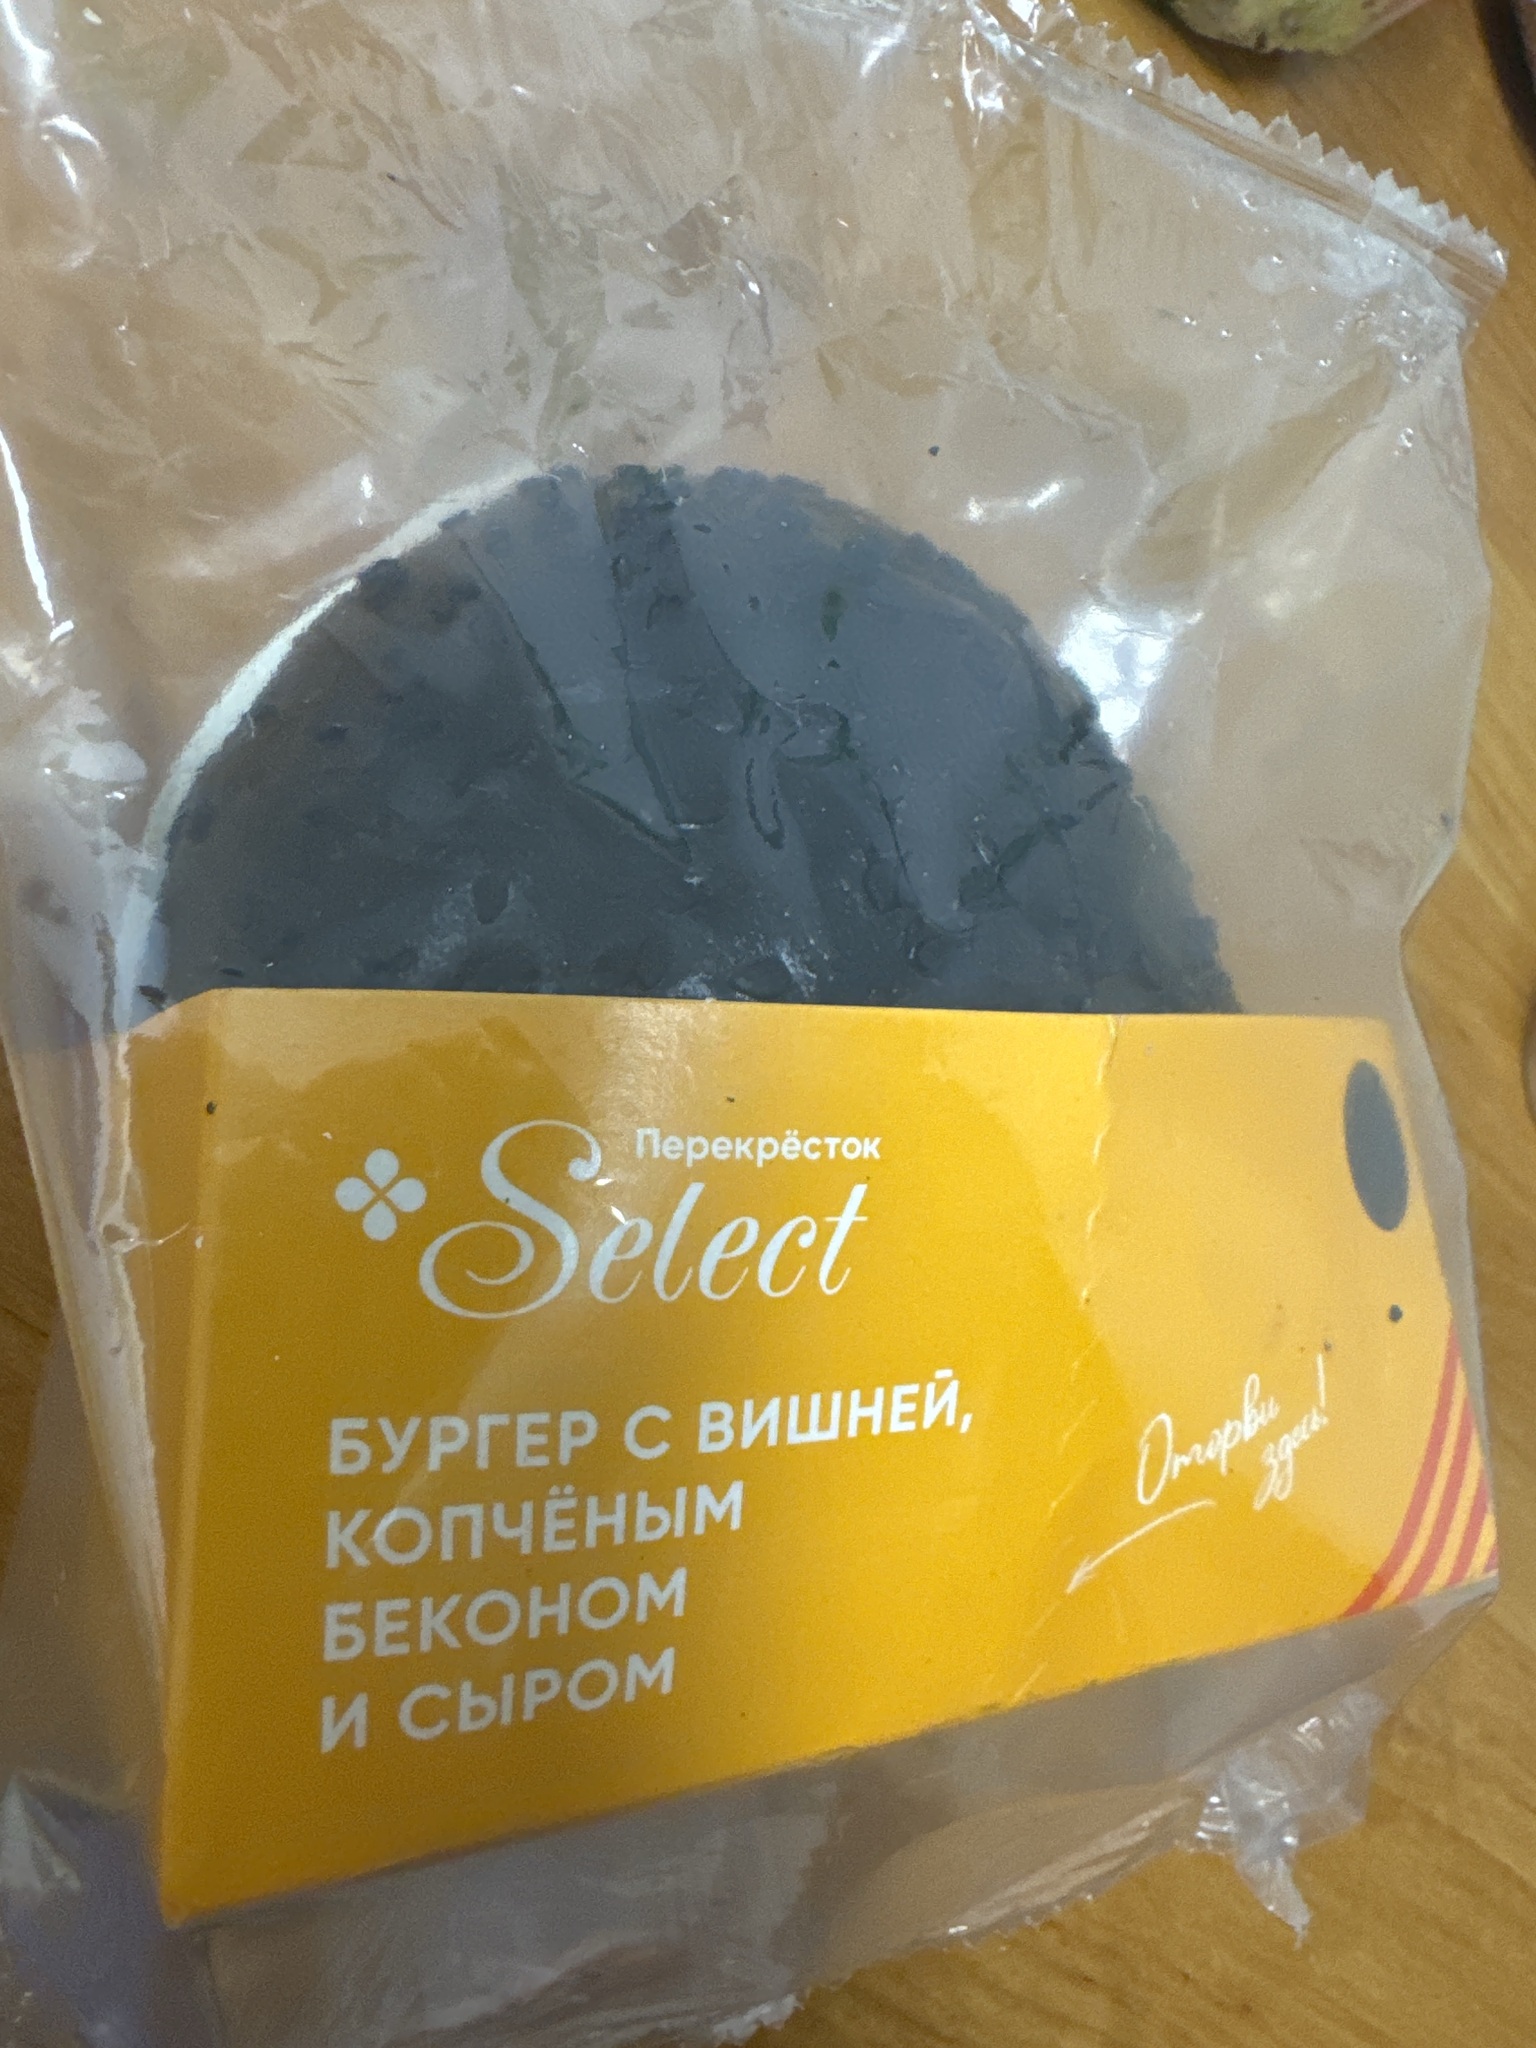 Перекрёсток
Select
БУРГЕР С ВИШНЕЙ,
КОПЧЁНЫМ
БЕКОНОМ
И СЫРОМ
Оторви
здесь!